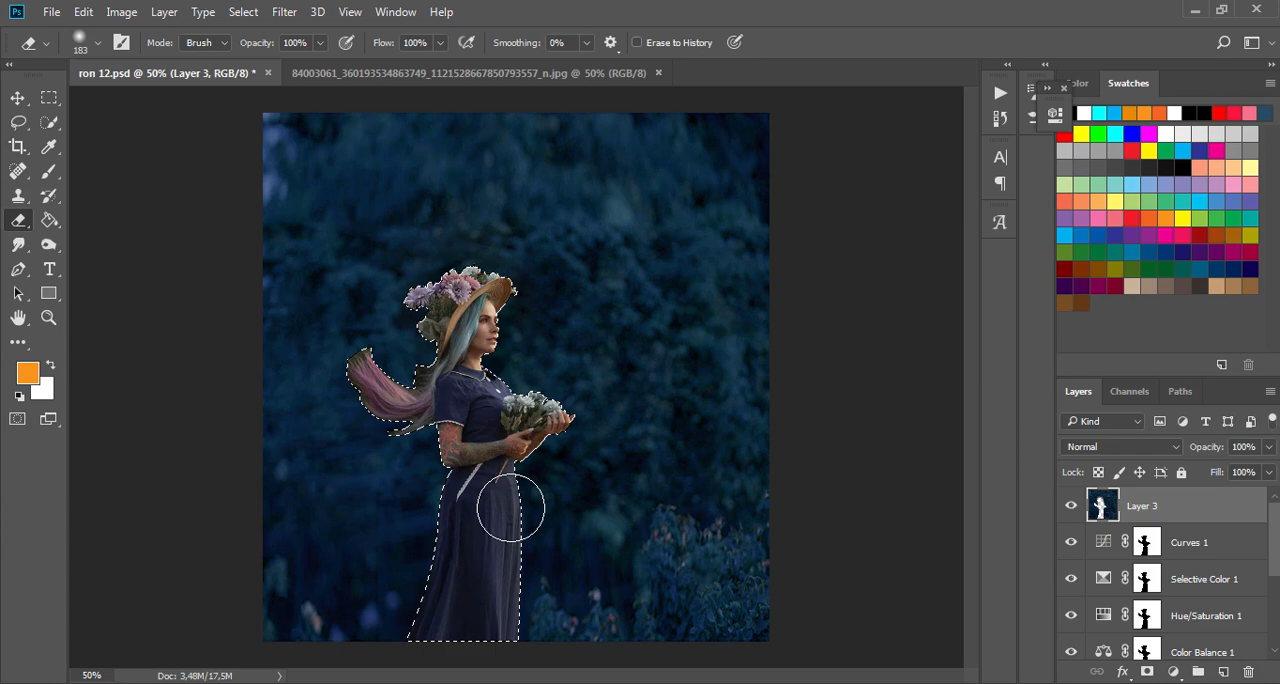 Ps File Edit Image Layer Type Select Filter 3D View Window Help
183 Mode: Brush Opacity: 100% Flow: 100% Smoothing: 0% Erase to History
ron 12.psd @ 50% (Layer 3, RGB/8) * × 84003061_360193534863749_1121528667850793557_n.jpg @ 50% (RGB/8) ×
Color Swatches
Layers Channels Paths
Kind
Normal Opacity: 100%
Lock: Fill: 100%
Layer 3
Curves 1
Selective Color 1
Hue/Saturation 1
Color Balance 1
50% Doc: 3,48M/17,5M